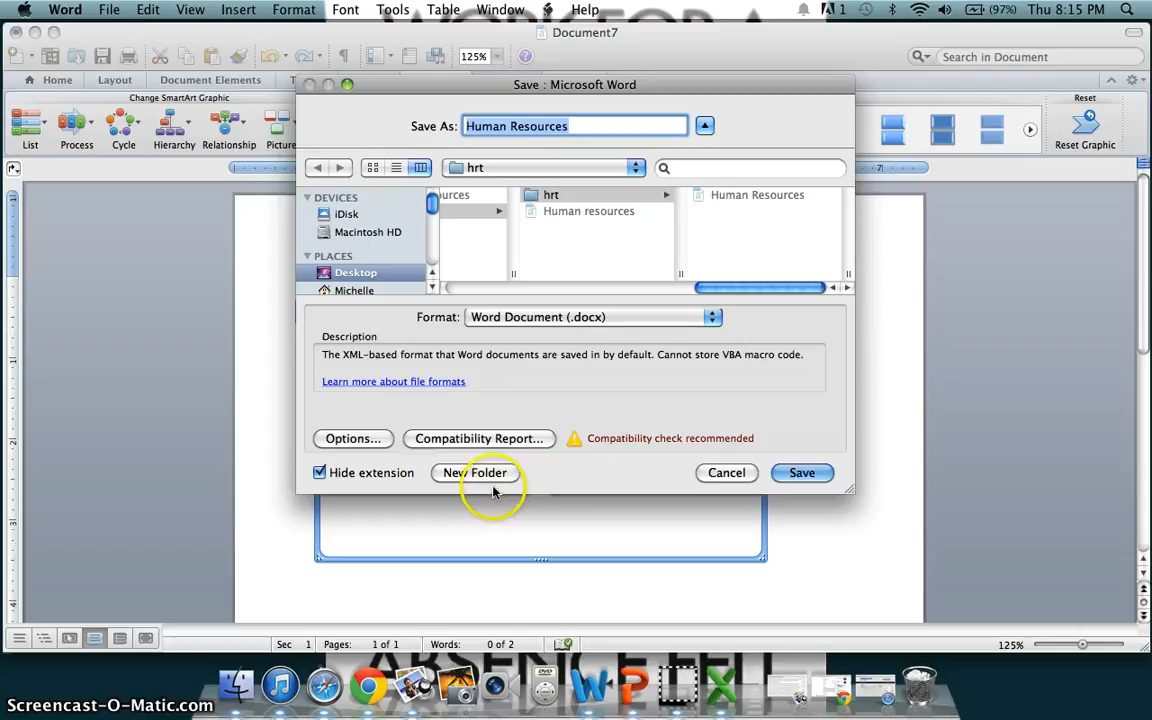 Word File Edit View Insert Format Font Tools Table Window Help 1 (97%) Thu 8:15 PM
Document7
125% Search in Document
Home Layout Document Elements
Change SmartArt Graphic Reset
List Process Cycle Hierarchy Relationship Picture Reset Graphic
Save : Microsoft Word
Save As: Human Resources
hrt
DEVICES
iDisk
Macintosh HD
PLACES
Desktop
Michelle
ources
hrt
Human resources
Human Resources
Format: Word Document (.docx)
Description
The XML-based format that Word documents are saved in by default. Cannot store VBA macro code.
Learn more about file formats
Options... Compatibility Report... Compatibility check recommended
Hide extension New Folder Cancel Save
Sec 1 Pages: 1 of 1 Words: 0 of 2 125%
Screencast-O-Matic.com